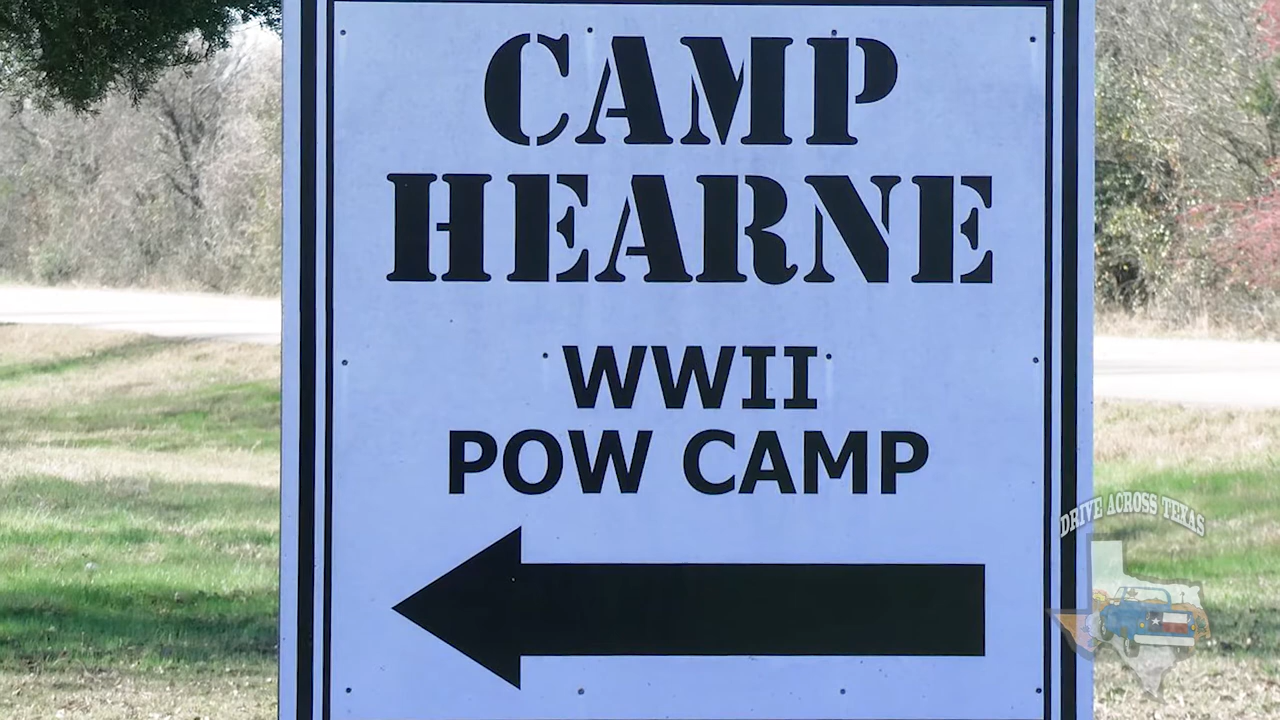 CAMP
HEARNE
WWII
POW CAMP
DRIVE ACROSS TEXAS